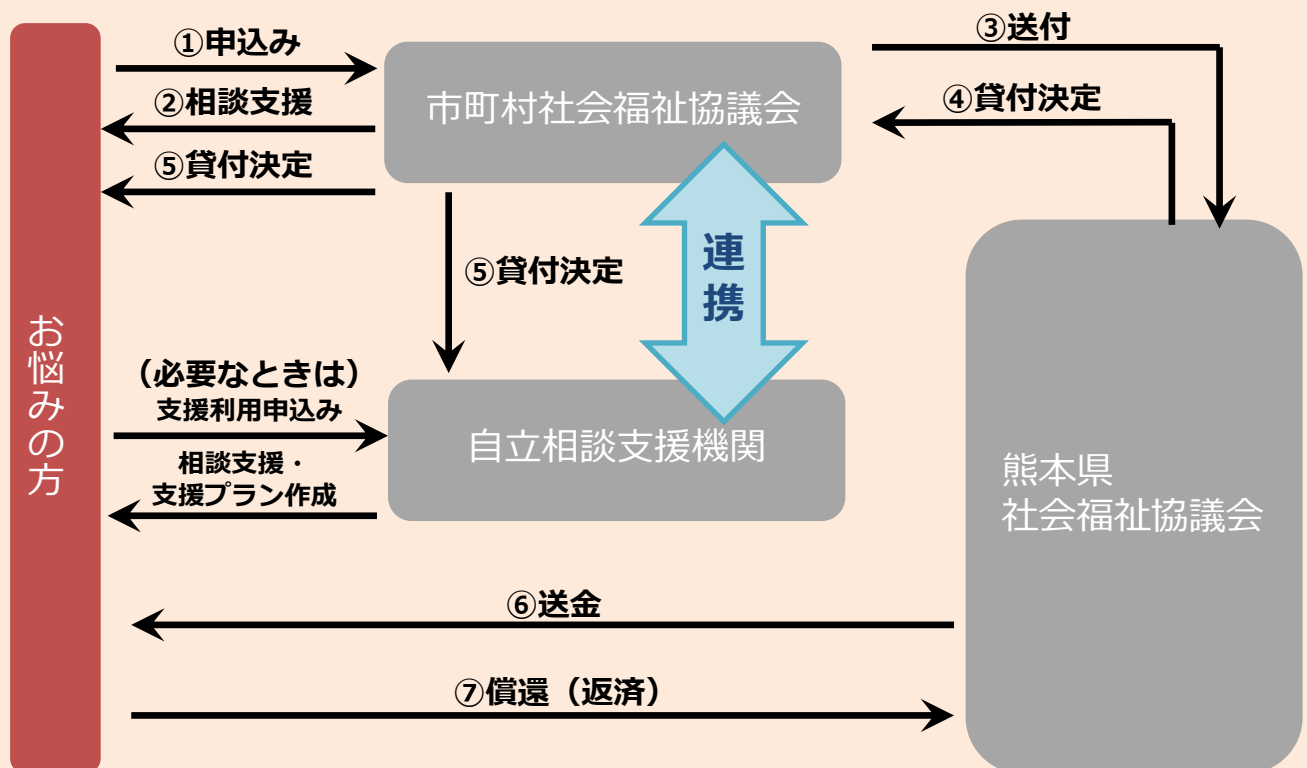 ①申込み
②相談支援
⑤貸付決定
市町村社会福祉協議会
③送付
④貸付決定
⑤貸付決定
連携
お悩みの方
（必要なときは）
支援利用申込み
相談支援・
支援プラン作成
自立相談支援機関
熊本県
社会福祉協議会
⑥送金
⑦償還（返済）